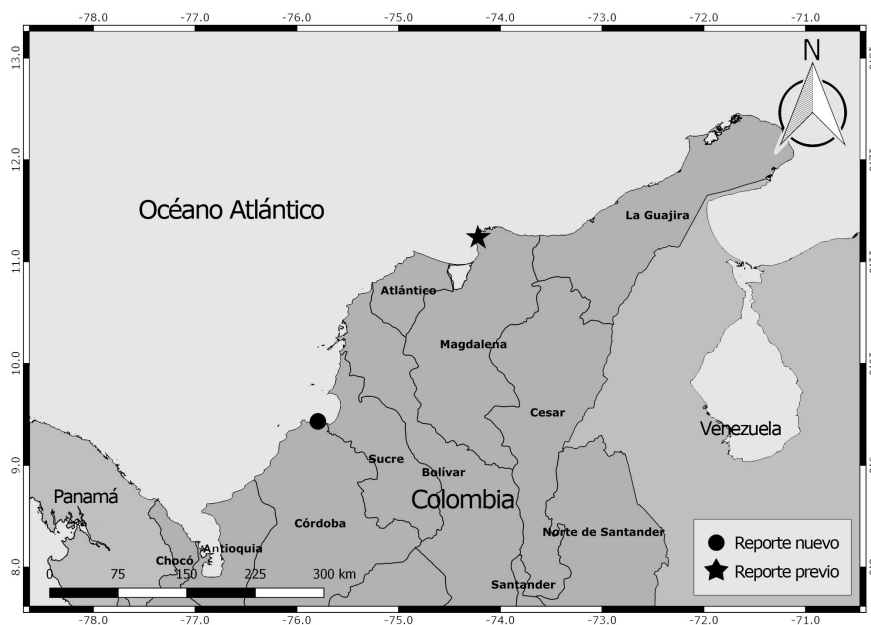 -78.0 -77.0 -76.0 -75.0 -74.0 -73.0 -72.0 -71.0
13.0
N
12.0
La Guajira
Océano Atlántico
11.0
Atlántico
Magdalena
10.0
Cesar
Venezuela
9.0
Sucre
Bolívar
Panamá
Colombia
Córdoba
Norte de Santander
Reporte nuevo
Antioquia
Chocó
8.0
Reporte previo
0 75 150 225 300 km
Santander
-78.0 -77.0 -76.0 -75.0 -74.0 -73.0 -72.0 -71.0